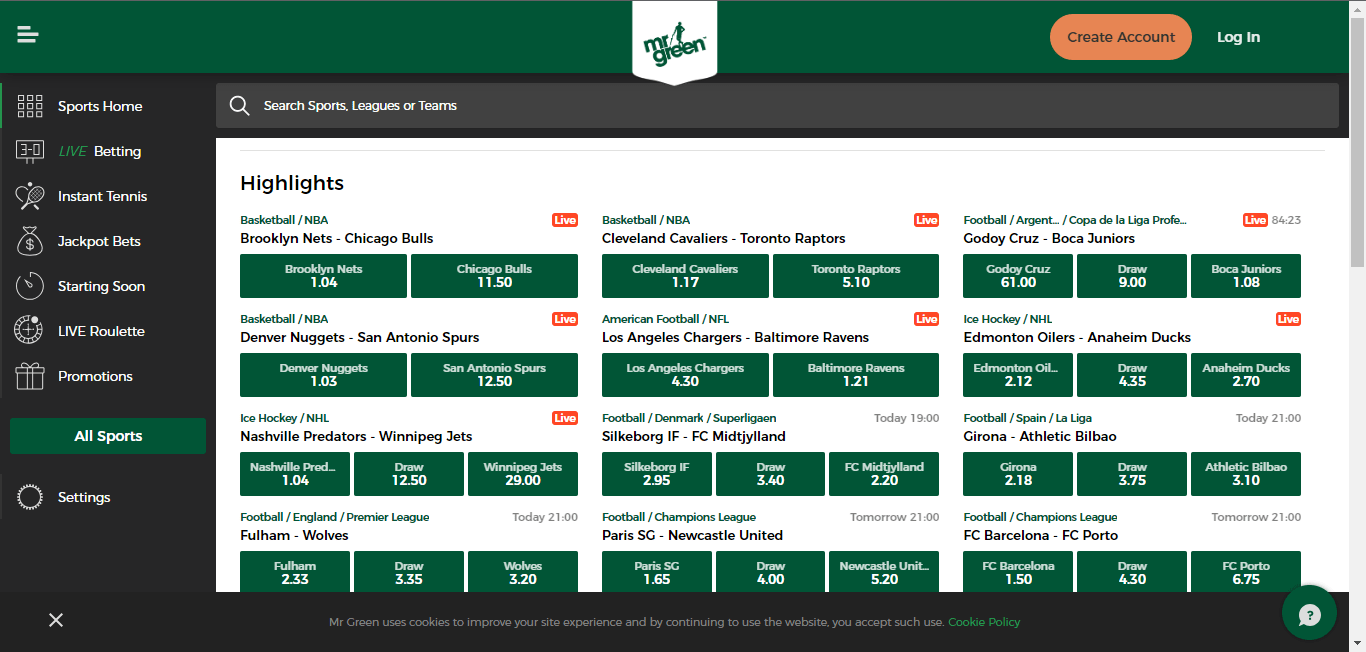 mr green™
Create Account
Log In
Sports Home
3-0
LIVE Betting
Instant Tennis
$
Jackpot Bets
Starting Soon
LIVE Roulette
Promotions
All Sports
Settings
Search Sports, Leagues or Teams
Highlights
Basketball / NBA
Live
Brooklyn Nets - Chicago Bulls
Brooklyn Nets
1.04
Chicago Bulls
11.50
Basketball / NBA
Live
Cleveland Cavaliers - Toronto Raptors
Cleveland Cavaliers
1.17
Toronto Raptors
5.10
Football / Argent... / Copa de la Liga Profe...
Live 84:23
Godoy Cruz - Boca Juniors
Godoy Cruz
61.00
Draw
9.00
Boca Juniors
1.08
Basketball / NBA
Live
Denver Nuggets - San Antonio Spurs
Denver Nuggets
1.03
San Antonio Spurs
12.50
American Football / NFL
Live
Los Angeles Chargers - Baltimore Ravens
Los Angeles Chargers
4.30
Baltimore Ravens
1.21
Ice Hockey / NHL
Live
Edmonton Oilers - Anaheim Ducks
Edmonton Oil...
2.12
Draw
4.35
Anaheim Ducks
2.70
Ice Hockey / NHL
Live
Nashville Predators - Winnipeg Jets
Nashville Pred...
1.04
Draw
12.50
Winnipeg Jets
29.00
Football / Denmark / Superligaen
Today 19:00
Silkeborg IF - FC Midtjylland
Silkeborg IF
2.95
Draw
3.40
FC Midtjylland
2.20
Football / Spain / La Liga
Today 21:00
Girona - Athletic Bilbao
Girona
2.18
Draw
3.75
Athletic Bilbao
3.10
Football / England / Premier League
Today 21:00
Fulham - Wolves
Fulham
2.33
Draw
3.35
Wolves
3.20
Football / Champions League
Tomorrow 21:00
Paris SG - Newcastle United
Paris SG
1.65
Draw
4.00
Newcastle Unit...
5.20
Football / Champions League
Tomorrow 21:00
FC Barcelona - FC Porto
FC Barcelona
1.50
Draw
4.30
FC Porto
6.75
Mr Green uses cookies to improve your site experience and by continuing to use the website, you accept such use. Cookie Policy
?